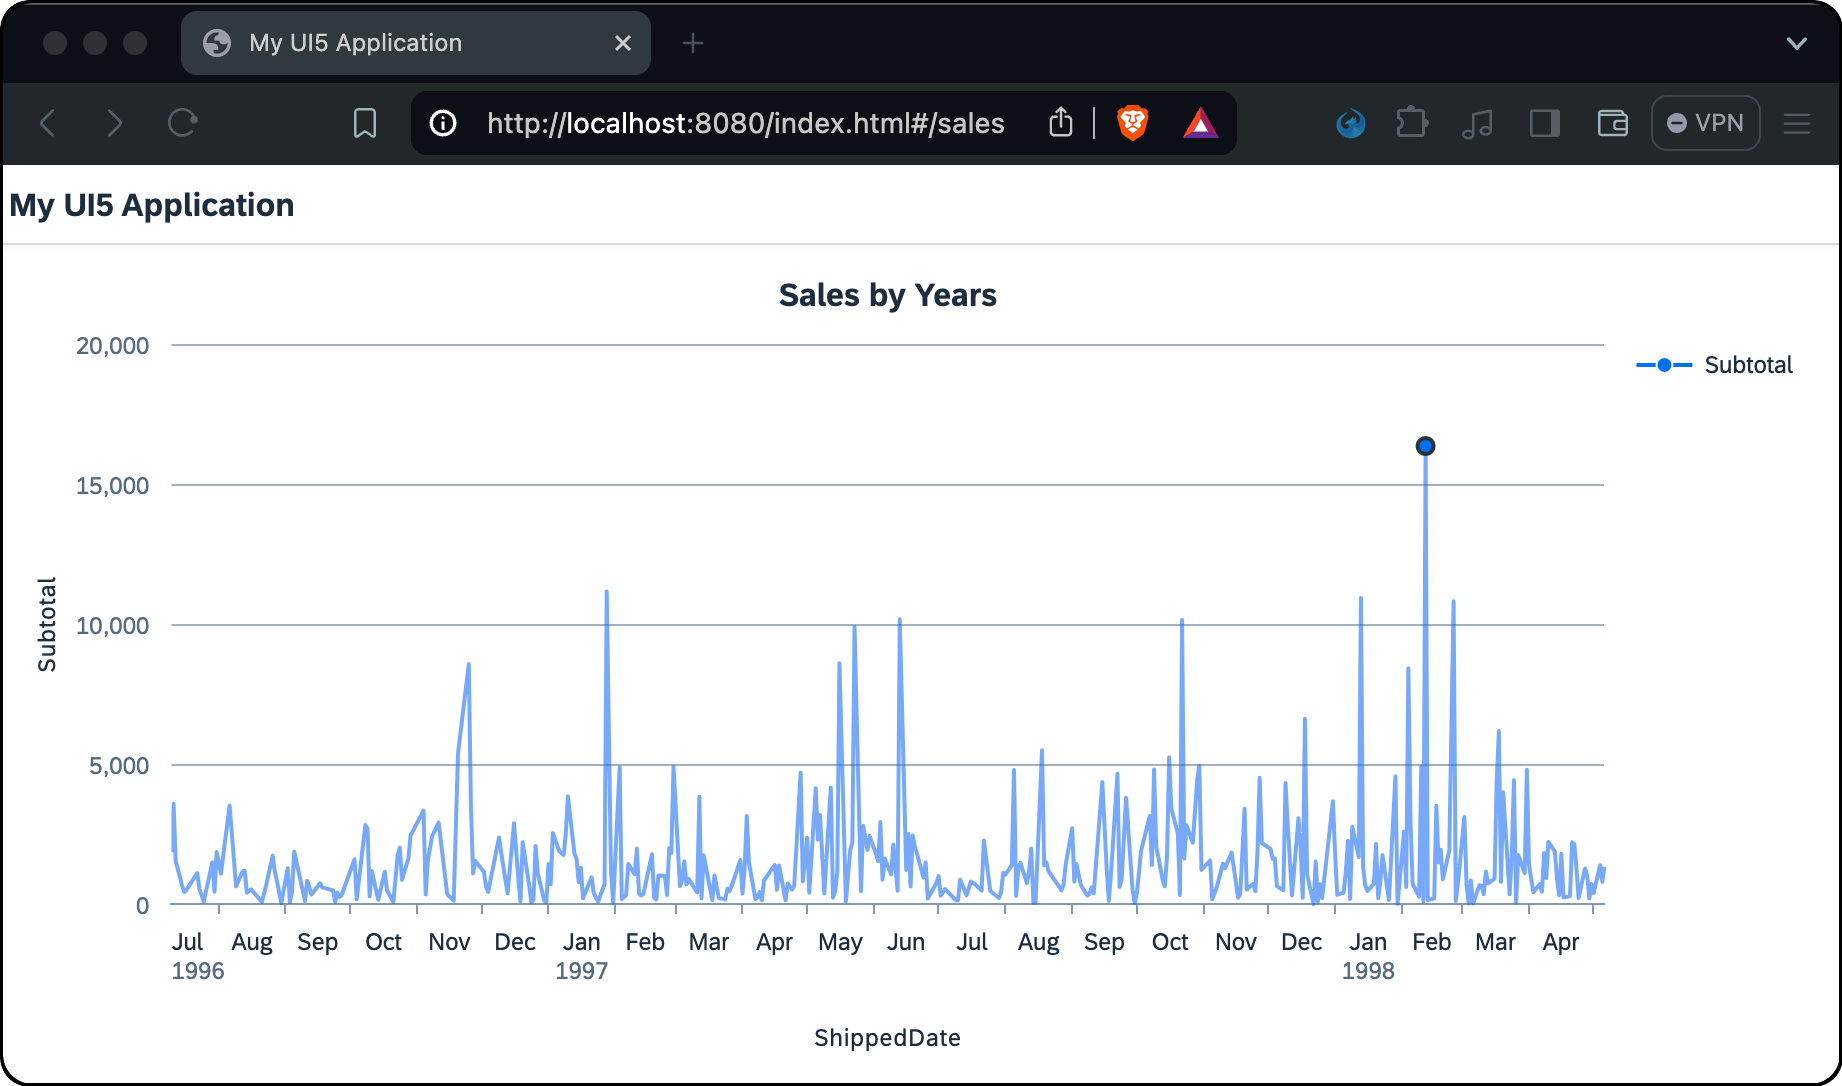 My UI5 Application
http://localhost:8080/index.html#/sales
VPN
My UI5 Application
Sales by Years
20,000
15,000
10,000
5,000
0
Subtotal
Subtotal
Jul Aug Sep Oct Nov Dec Jan Feb Mar Apr May Jun Jul Aug Sep Oct Nov Dec Jan Feb Mar Apr
1996 1997 1998
ShippedDate